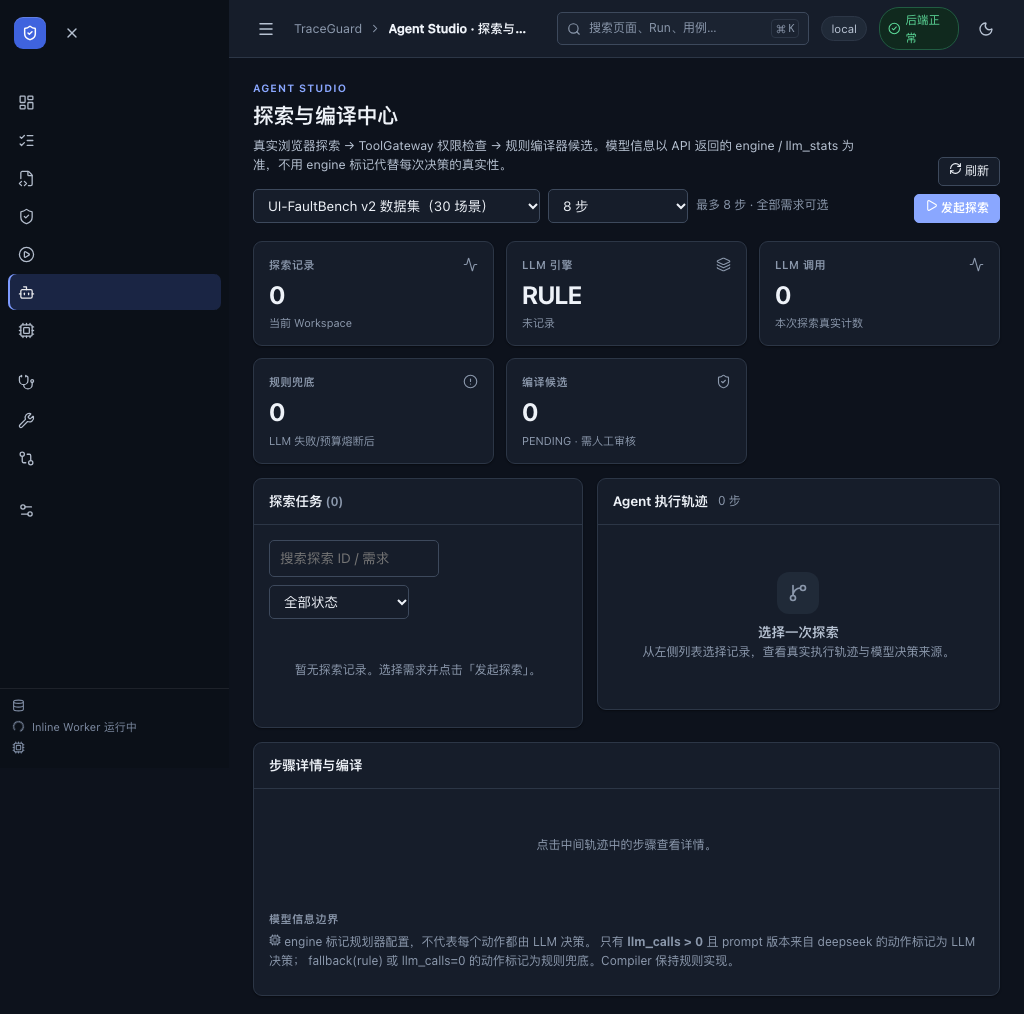 TraceGuard > Agent Studio · 探索与...
搜索页面、Run、用例...
⌘ K
local
后端正
常
AGENT STUDIO
探索与编译中心
真实浏览器探索 → ToolGateway 权限检查 → 规则编译器候选。模型信息以 API 返回的 engine / llm_stats 为
准，不用 engine 标记代替每次决策的真实性。
刷新
UI-FaultBench v2 数据集（30 场景）
8 步
最多 8 步 · 全部需求可选
发起探索
探索记录
0
当前 Workspace
LLM 引擎
RULE
未记录
LLM 调用
0
本次探索真实计数
规则兜底
0
LLM 失败/预算熔断后
编译候选
0
PENDING · 需人工审核
探索任务 (0)
搜索探索 ID / 需求
全部状态
暂无探索记录。选择需求并点击「发起探索」。
Agent 执行轨迹 0 步
选择一次探索
从左侧列表选择记录，查看真实执行轨迹与模型决策来源。
Inline Worker 运行中
步骤详情与编译
点击中间轨迹中的步骤查看详情。
模型信息边界
engine 标记规划器配置，不代表每个动作都由 LLM 决策。 只有 llm_calls > 0 且 prompt 版本来自 deepseek 的动作标记为 LLM
决策； fallback(rule) 或 llm_calls=0 的动作标记为规则兜底。Compiler 保持规则实现。